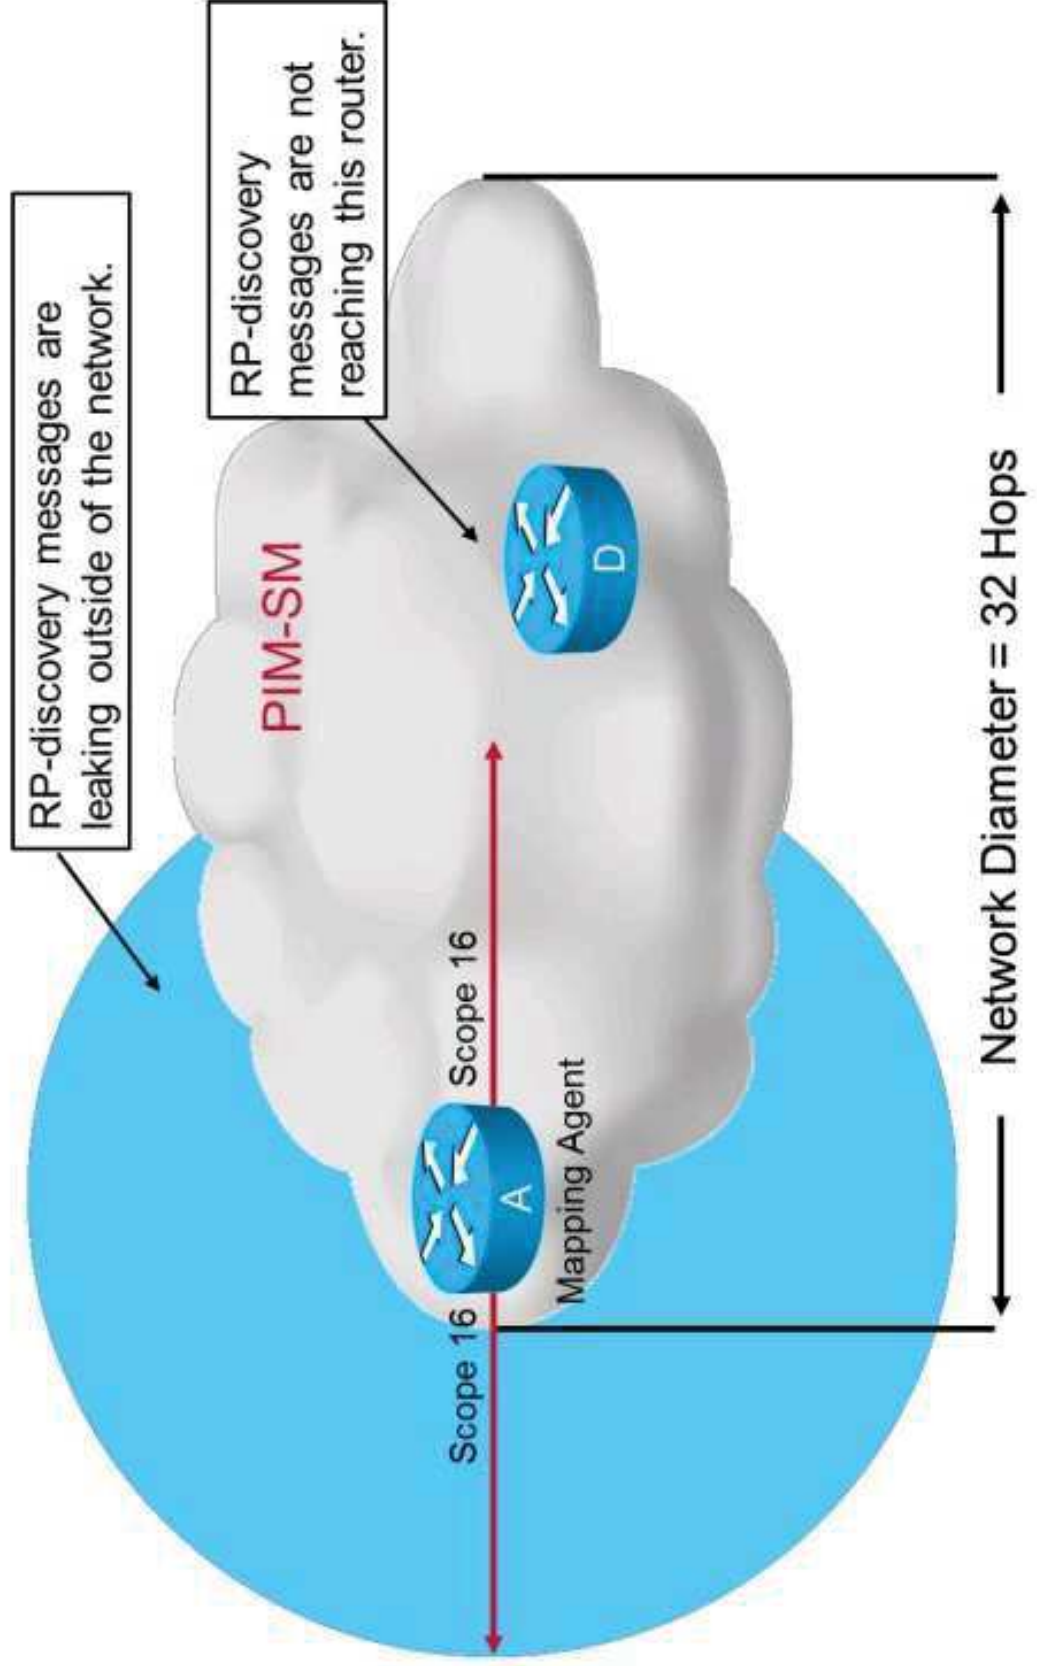 RP-discovery messages are
leaking outside of the network.
RP-discovery
messages are not
reaching this router.
PIM-SM
Scope 16
Scope 16
A
D
Mapping Agent
Network Diameter = 32 Hops